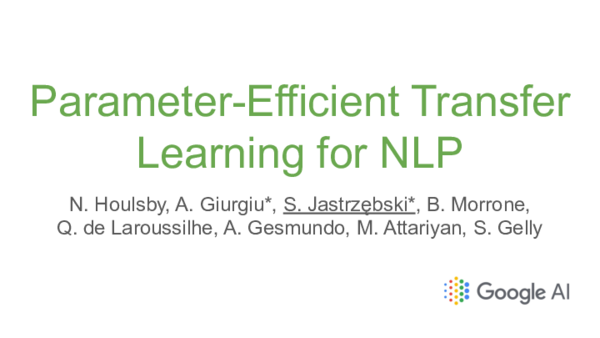 Parameter-Efficient Transfer
Learning for NLP
N. Houlsby, A. Giurgiu*, S. Jastrzębski*, B. Morrone,
Q. de Laroussilhe, A. Gesmundo, M. Attariyan, S. Gelly
Google AI